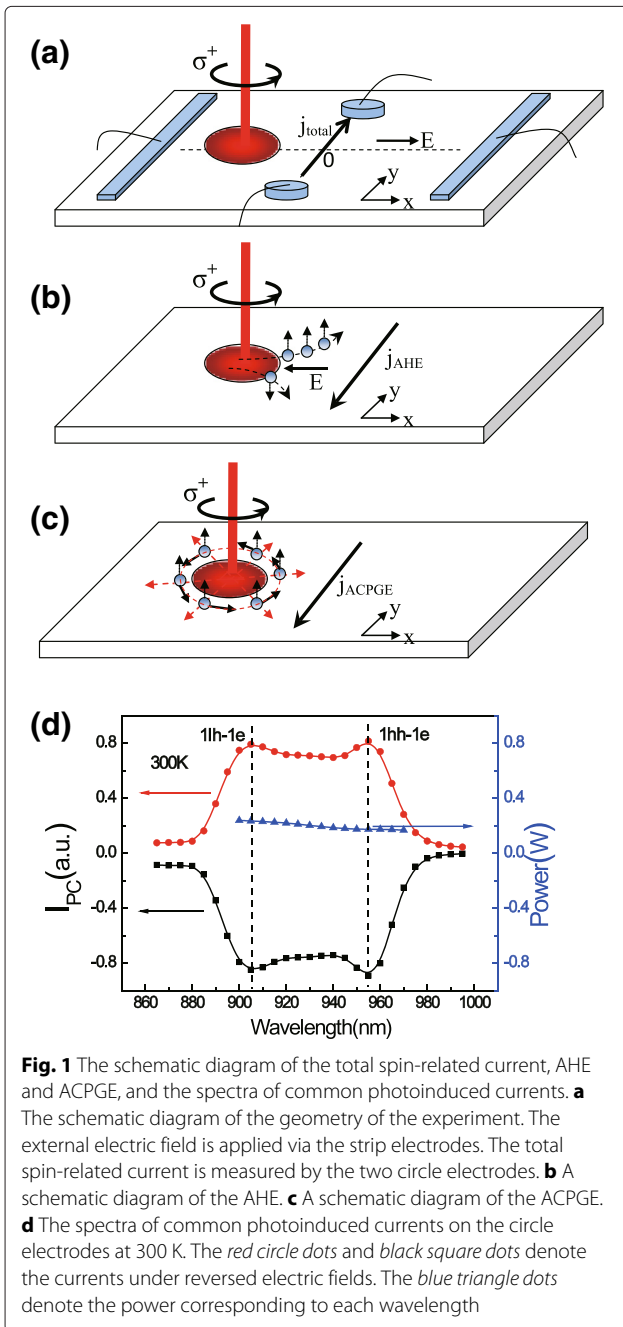 (a)
σ+
j_total
0
E
y
x
(b)
σ+
E
j_AHE
y
x
(c)
σ+
j_ACPGE
y
x
(d)
1lh-1e
1hh-1e
300K
0.8
0.4
0.0
-0.4
-0.8
I_PC(a.u.)
0.8
0.4
0.0
-0.4
-0.8
Power(W)
860 880 900 920 940 960 980 1000
Wavelength(nm)
Fig. 1 The schematic diagram of the total spin-related current, AHE
and ACPGE, and the spectra of common photoinduced currents. a
The schematic diagram of the geometry of the experiment. The
external electric field is applied via the strip electrodes. The total
spin-related current is measured by the two circle electrodes. b A
schematic diagram of the AHE. c A schematic diagram of the ACPGE.
d The spectra of common photoinduced currents on the circle
electrodes at 300 K. The red circle dots and black square dots denote
the currents under reversed electric fields. The blue triangle dots
denote the power corresponding to each wavelength